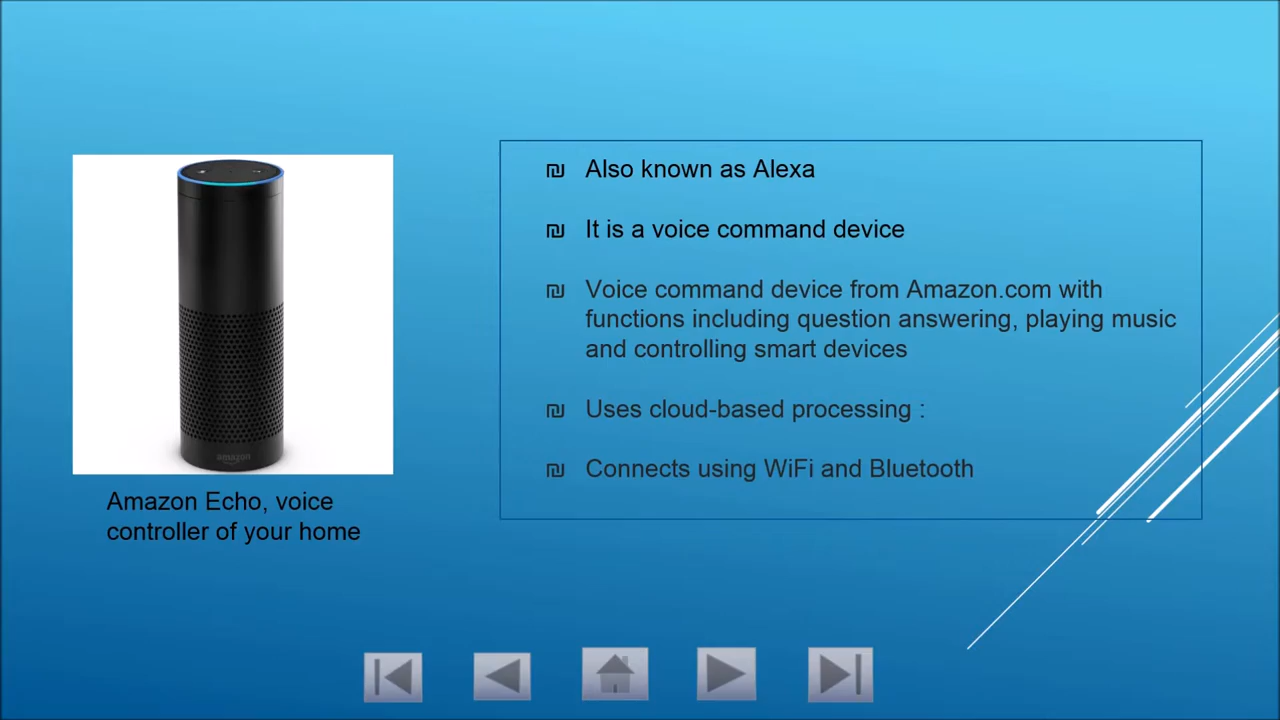 ₪ Also known as Alexa
₪ It is a voice command device
₪ Voice command device from Amazon.com with
functions including question answering, playing music
and controlling smart devices
₪ Uses cloud-based processing :
₪ Connects using WiFi and Bluetooth
amazon
Amazon Echo, voice
controller of your home